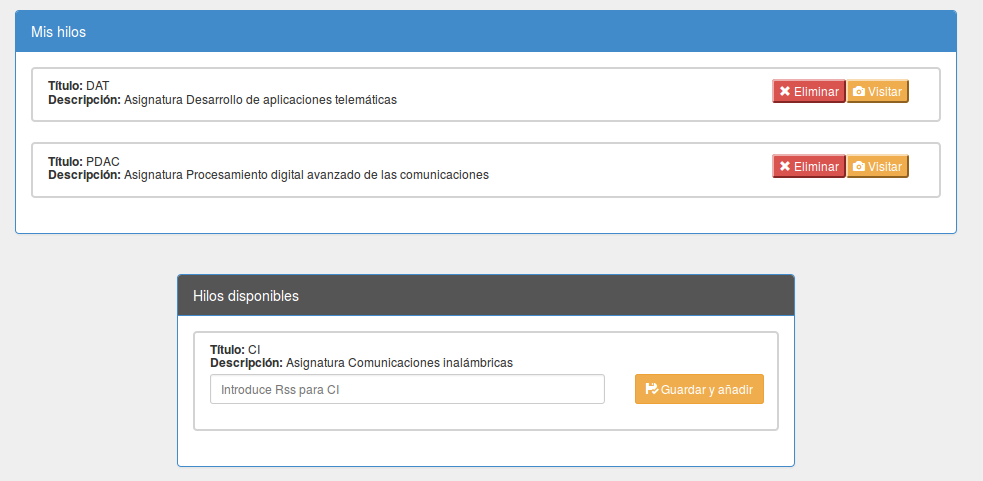 Mis hilos
Título: DAT
Descripción: Asignatura Desarrollo de aplicaciones telemáticas
Eliminar
Visitar
Título: PDAC
Descripción: Asignatura Procesamiento digital avanzado de las comunicaciones
Eliminar
Visitar
Hilos disponibles
Título: CI
Descripción: Asignatura Comunicaciones inalámbricas
Introduce Rss para CI
Guardar y añadir